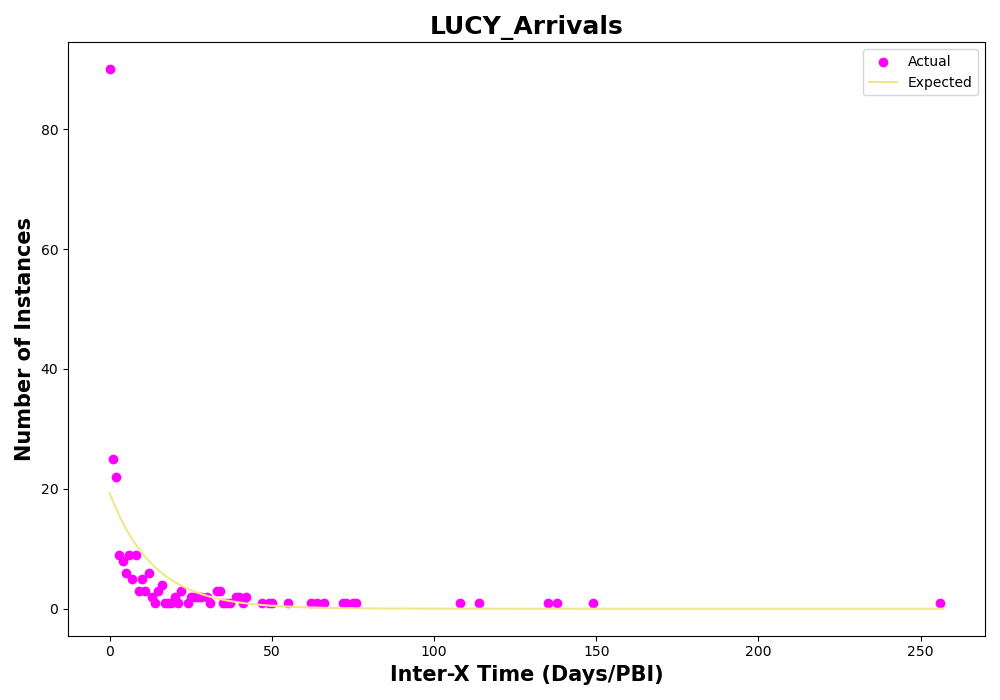 LUCY_Arrivals
Actual
Expected
Number of Instances
80
60
40
20
0
0
50
100
150
200
250
Inter-X Time (Days/PBI)